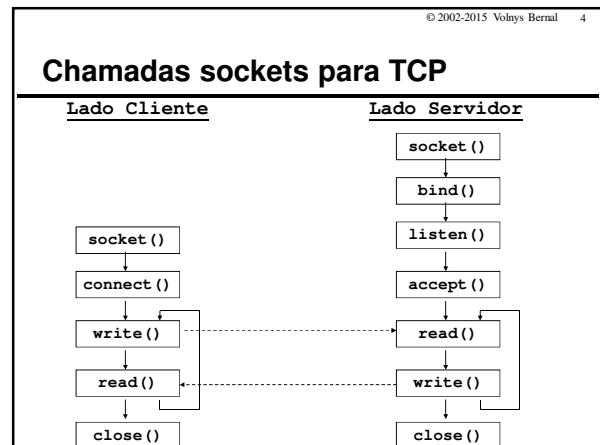 © 2002-2015 Volnys Bernal 4
Chamadas sockets para TCP
Lado Cliente
socket()
connect()
write()
read()
close()
Lado Servidor
socket()
bind()
listen()
accept()
read()
write()
close()